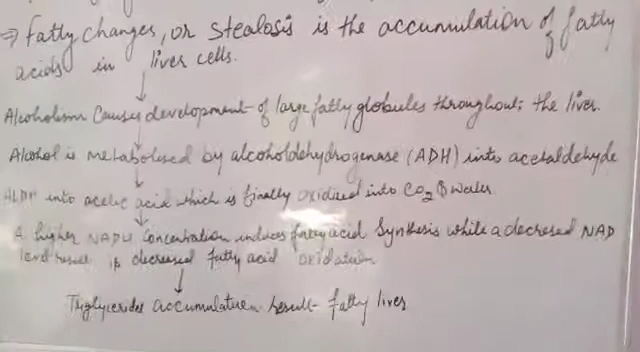 ⇒ Fatty changes, or stealosis is the accumulation of fatty
acids in liver cells.
↓
Alcoholism Causes development of large fatty globules throughout the liver.
↓
Alcohol is metabolised by alcoholdehydrogenase (ADH) into acetaldehyde
↓
ALDH into acetic acid which is finally oxidized into CO2 & water
↓
A higher NADH Concentration induces fatty acid Synthesis while a decresed NAD
level result is decreased fatty acid oxidation
↓
Triglycerides accumulation result fatty liver